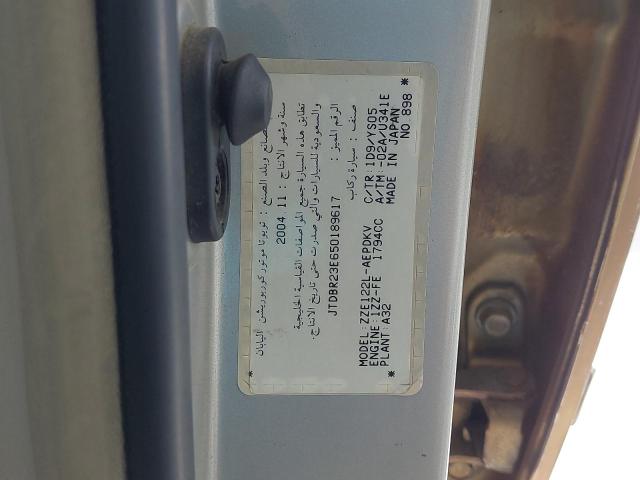 الصانع وبلد الصنع : تويوتا موتور كوربوريشن اليابان
سنة وشهر الانتاج : 11 2004
تطابق هذه السيارة جميع المواصفات القياسية الخليجية
والسعودية للسيارات والتي صدرت حتى تاريخ الانتاج.
الرقم المميز : JTDBR23E650189617
صنف : سيارة ركاب
MODEL:ZZE122L-AEPDKV C/TR:1D9/YS05
ENGINE:1ZZ-FE 1794CC A/TM:-02A/U341E
PLANT:A32 MADE IN JAPAN
NO.898